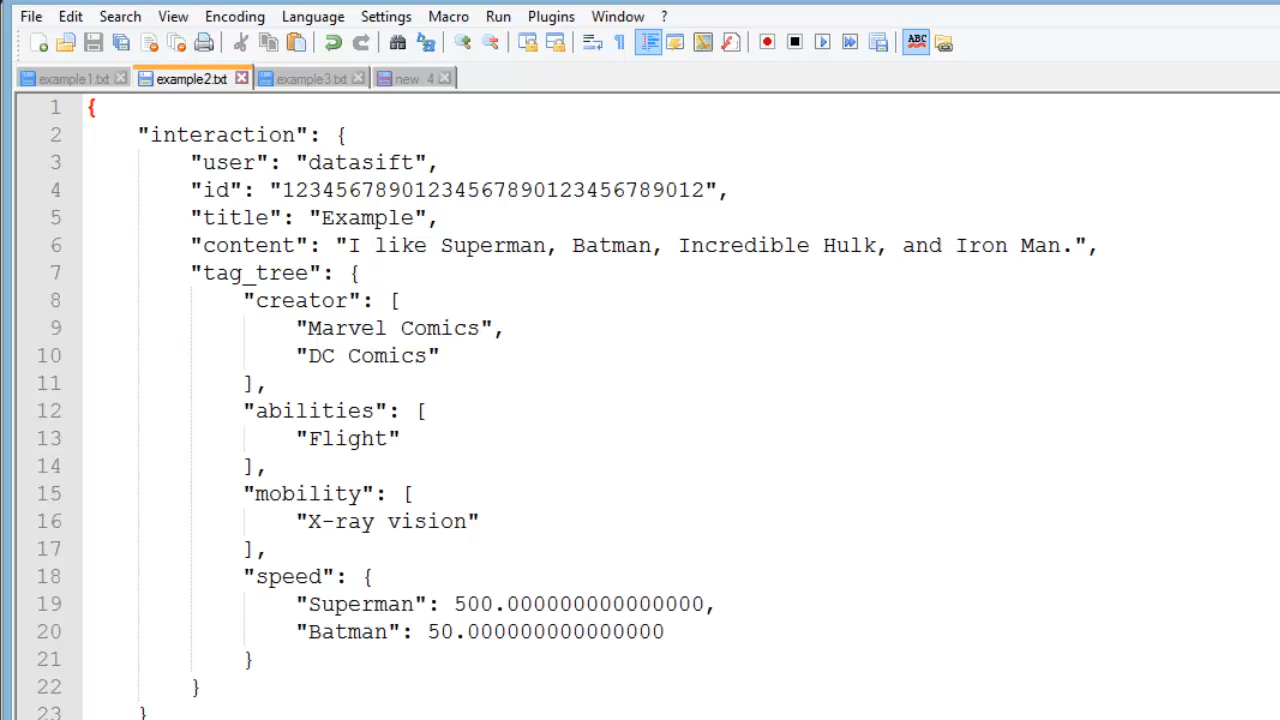 File Edit Search View Encoding Language Settings Macro Run Plugins Window ?
ABC
example1.txt example2.txt example3.txt new 4
1 {
2 "interaction": {
3 "user": "datasift",
4 "id": "12345678901234567890123456789012",
5 "title": "Example",
6 "content": "I like Superman, Batman, Incredible Hulk, and Iron Man.",
7 "tag_tree": {
8 "creator": [
9 "Marvel Comics",
10 "DC Comics"
11 ],
12 "abilities": [
13 "Flight"
14 ],
15 "mobility": [
16 "X-ray vision"
17 ],
18 "speed": {
19 "Superman": 500.000000000000000,
20 "Batman": 50.000000000000000
21 }
22 }
23 }